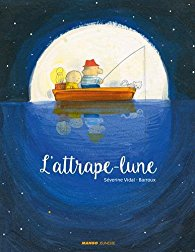 L'attrape-lune
Séverine Vidal - Barroux
MANGO JEUNESSE